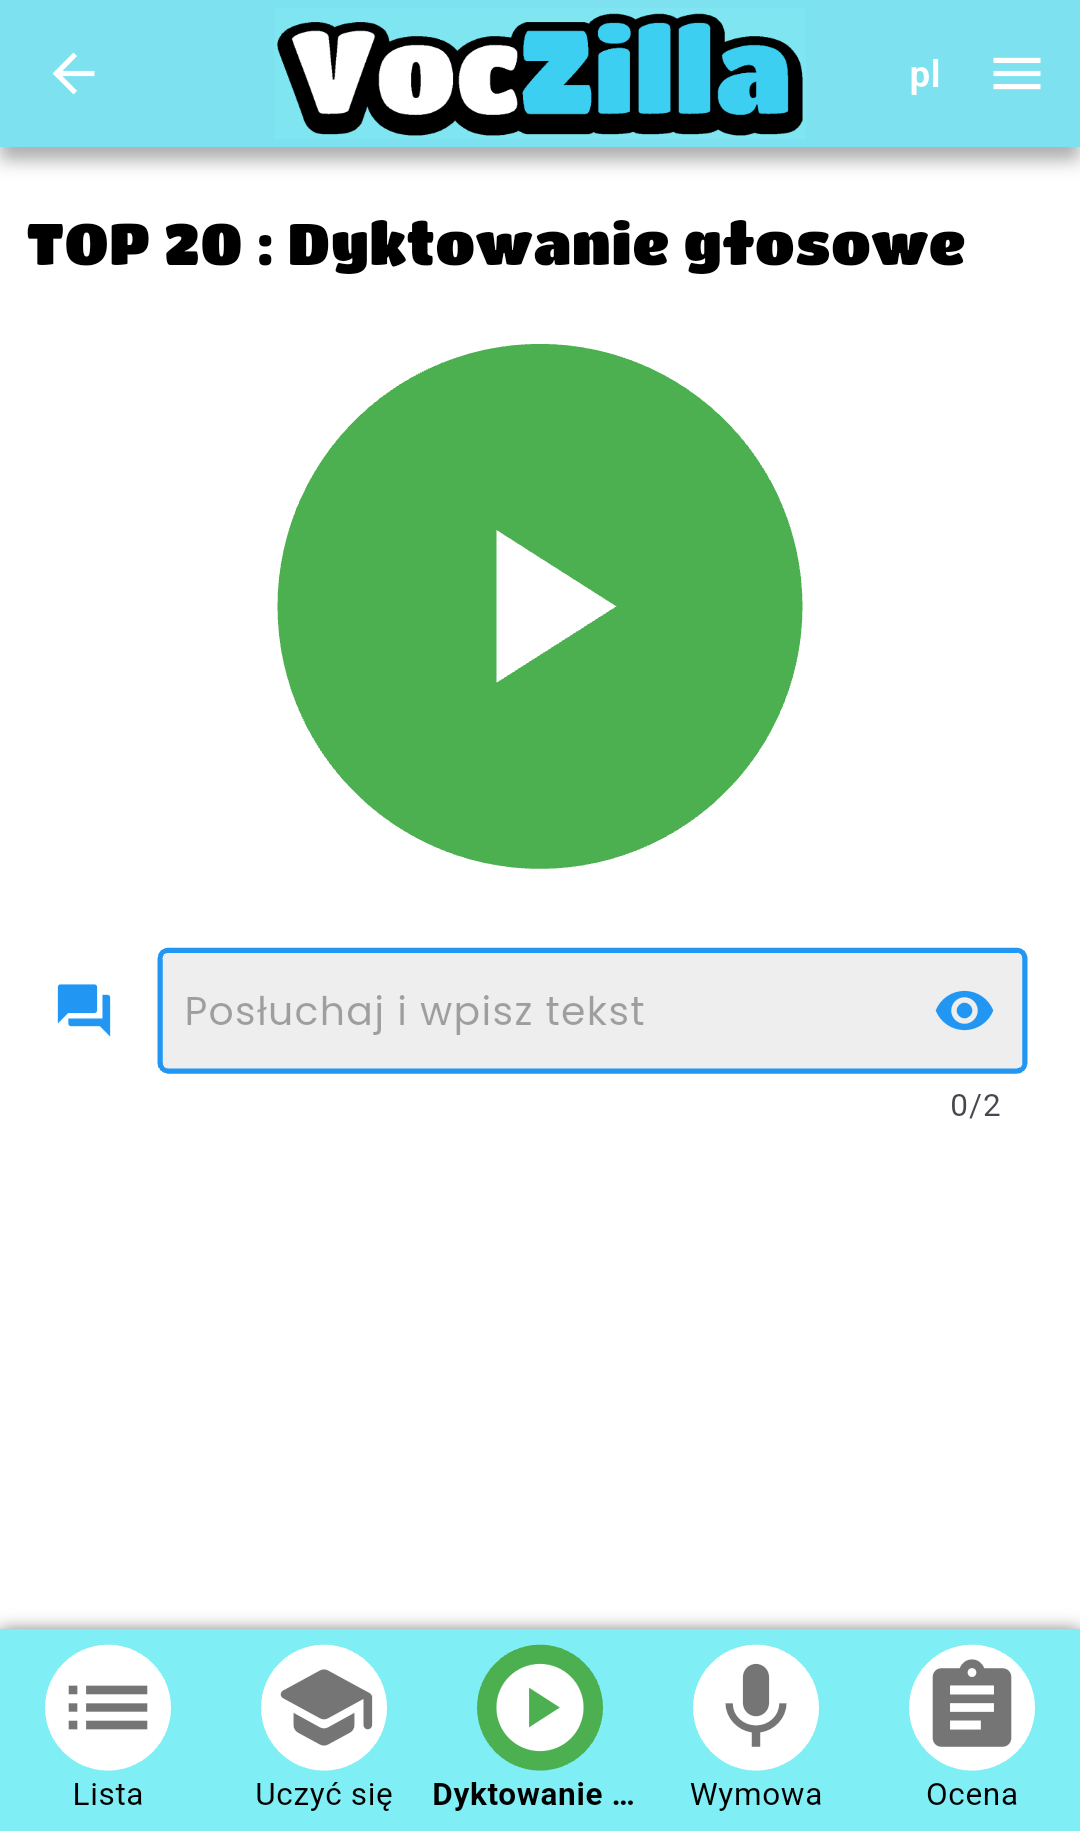 VocZilla
pl
TOP 20 : Dyktowanie głosowe
Posłuchaj i wpisz tekst
0/2
Lista
Uczyć się
Dyktowanie ...
Wymowa
Ocena